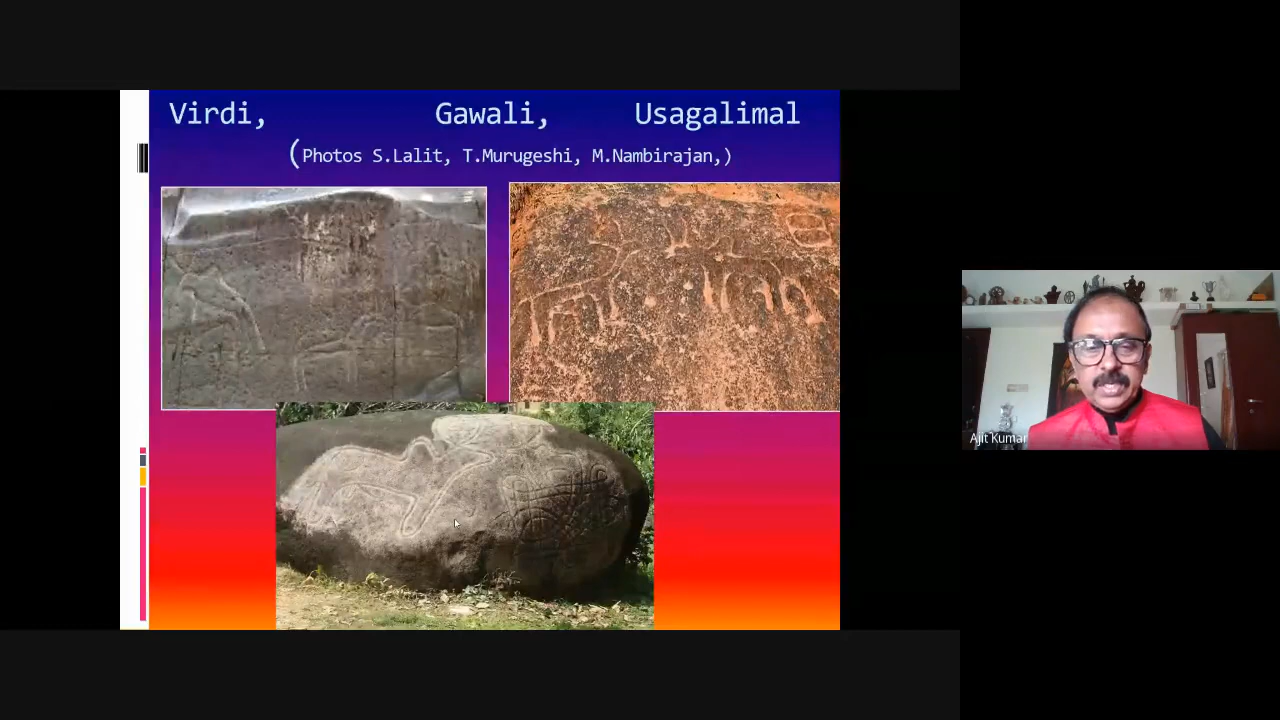 Virdi, Gawali, Usagalimal
(Photos S.Lalit, T.Murugeshi, M.Nambirajan,)
Ajit Kumar